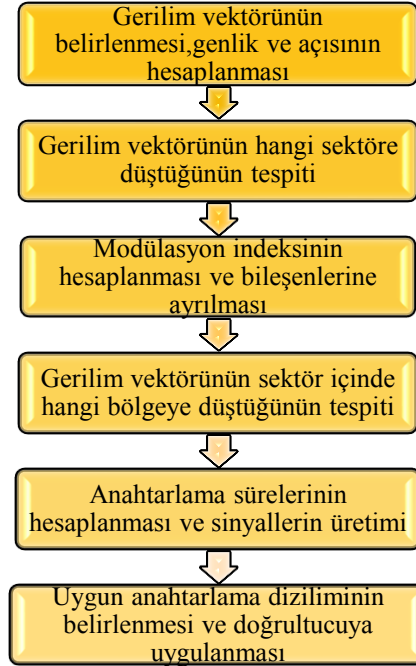 Gerilim vektörünün
belirlenmesi,genlik ve açısının
hesaplanması
Gerilim vektörünün hangi sektöre
düştüğünün tespiti
Modülasyon indeksinin
hesaplanması ve bileşenlerine
ayrılması
Gerilim vektörünün sektör içinde
hangi bölgeye düştüğünün tespiti
Anahtarlama sürelerinin
hesaplanması ve sinyallerin üretimi
Uygun anahtarlama diziliminin
belirlenmesi ve doğrultucuya
uygulanması